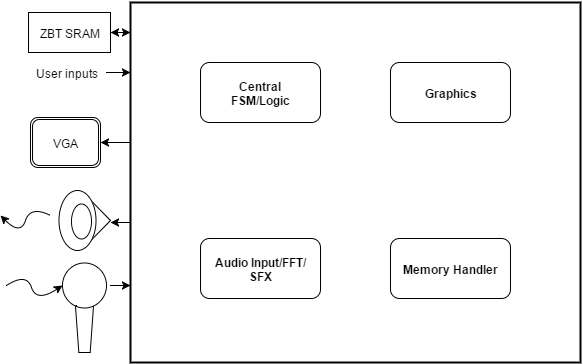 ZBT SRAM
User inputs
VGA
Central
FSM/Logic
Graphics
Audio Input/FFT/
SFX
Memory Handler